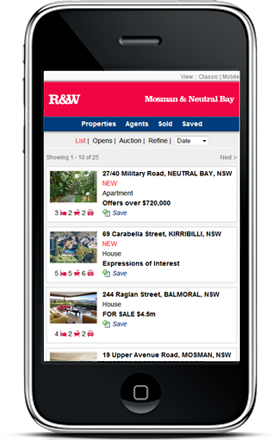 View :: Classic | Mobile
R&W Mosman & Neutral Bay
Properties Agents Sold Saved
List | Opens | Auction | Refine | Date
Showing 1 - 10 of 25 Next >
27/40 Military Road, NEUTRAL BAY, NSW
NEW
Apartment
Offers over $720,000
3 2 2 Save
69 Carabella Street, KIRRIBILLI, NSW
NEW
House
Expressions of Interest
5 5 6 Save
244 Raglan Street, BALMORAL, NSW
House
FOR SALE $4.5m
Save
4 2 2
19 Upper Avenue Road, MOSMAN, NSW